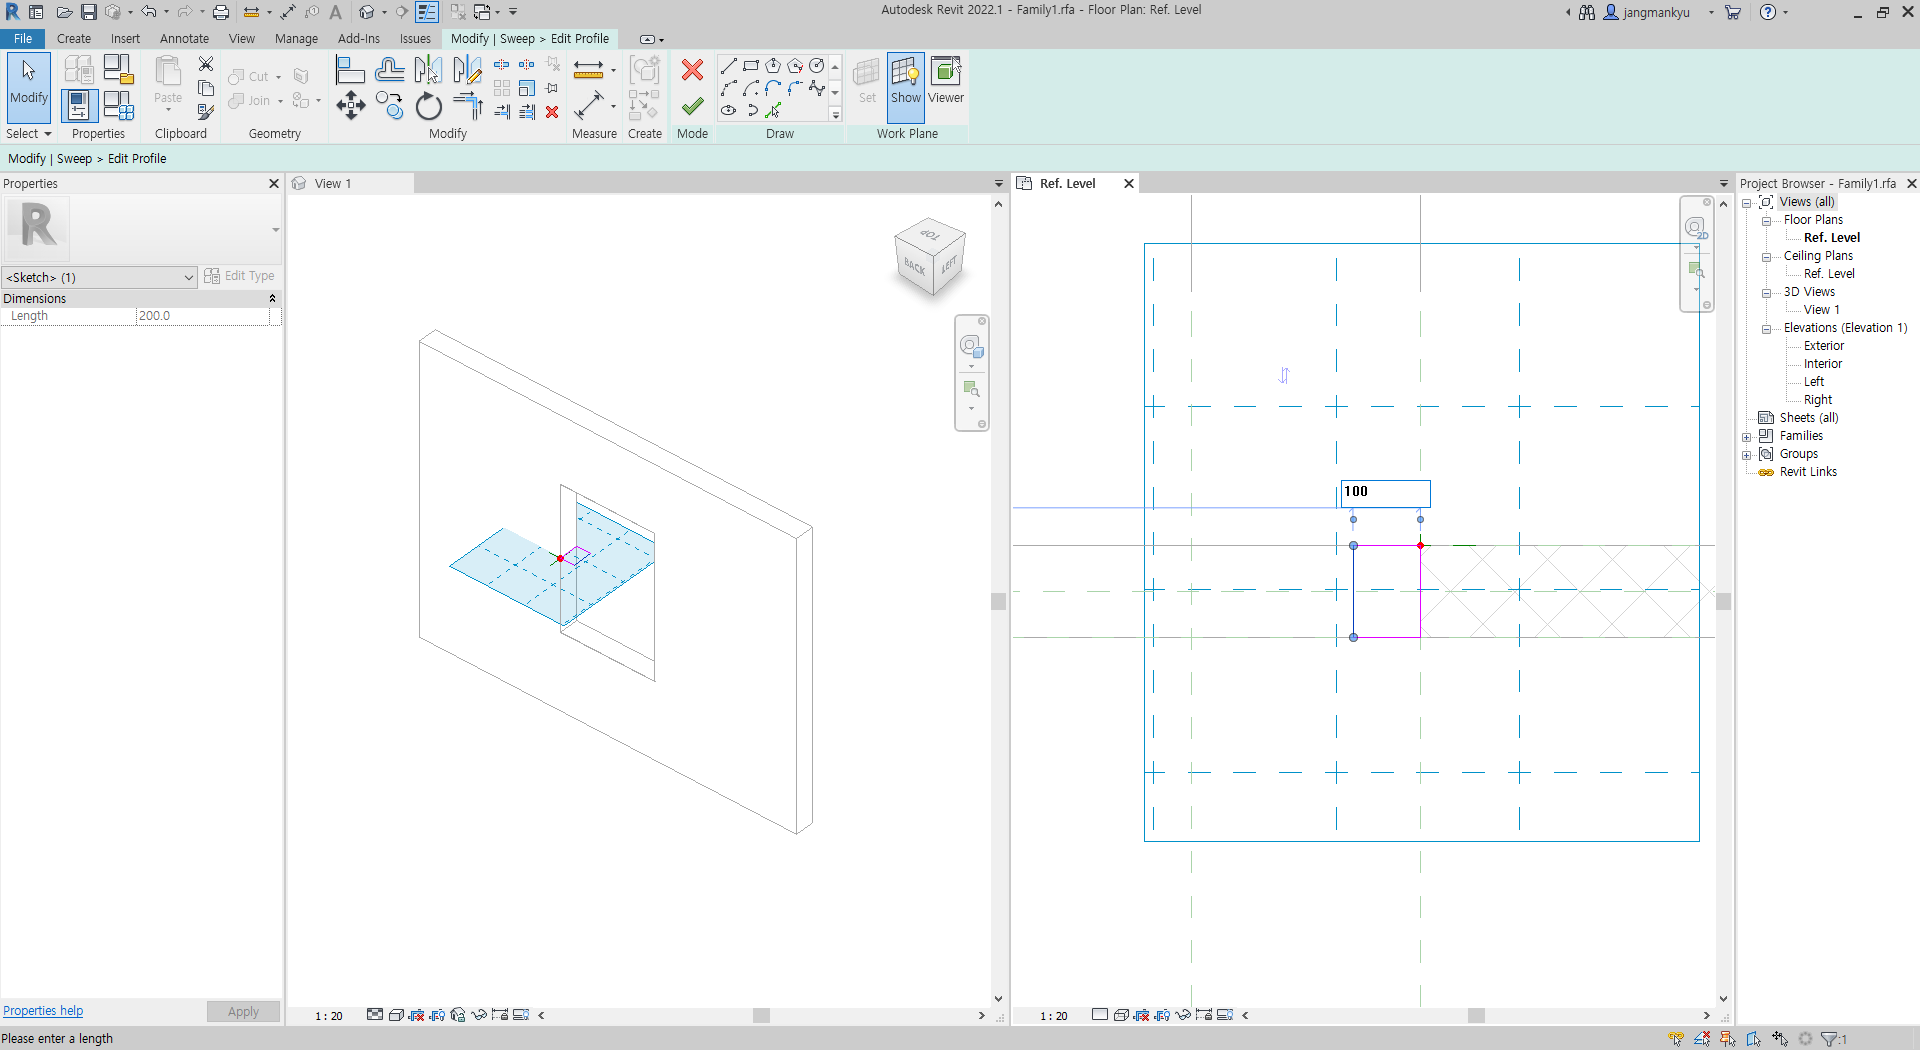 Autodesk Revit 2022.1 - Family1.rfa - Floor Plan: Ref. Level
jangmankyu
File Create Insert Annotate View Manage Add-Ins Issues Modify | Sweep > Edit Profile
Modify
Paste
Cut
Join
Set
Show
Viewer
Select
Properties
Clipboard
Geometry
Modify
Measure
Create
Mode
Draw
Work Plane
Modify | Sweep > Edit Profile
Properties
<Sketch> (1)
Edit Type
Dimensions
Length 200.0
Properties help
Apply
View 1
TOP
BACK
LEFT
1 : 20
Ref. Level
2D
100
1 : 20
Project Browser - Family1.rfa
Views (all)
Floor Plans
Ref. Level
Ceiling Plans
Ref. Level
3D Views
View 1
Elevations (Elevation 1)
Exterior
Interior
Left
Right
Sheets (all)
Families
Groups
Revit Links
Please enter a length
:1